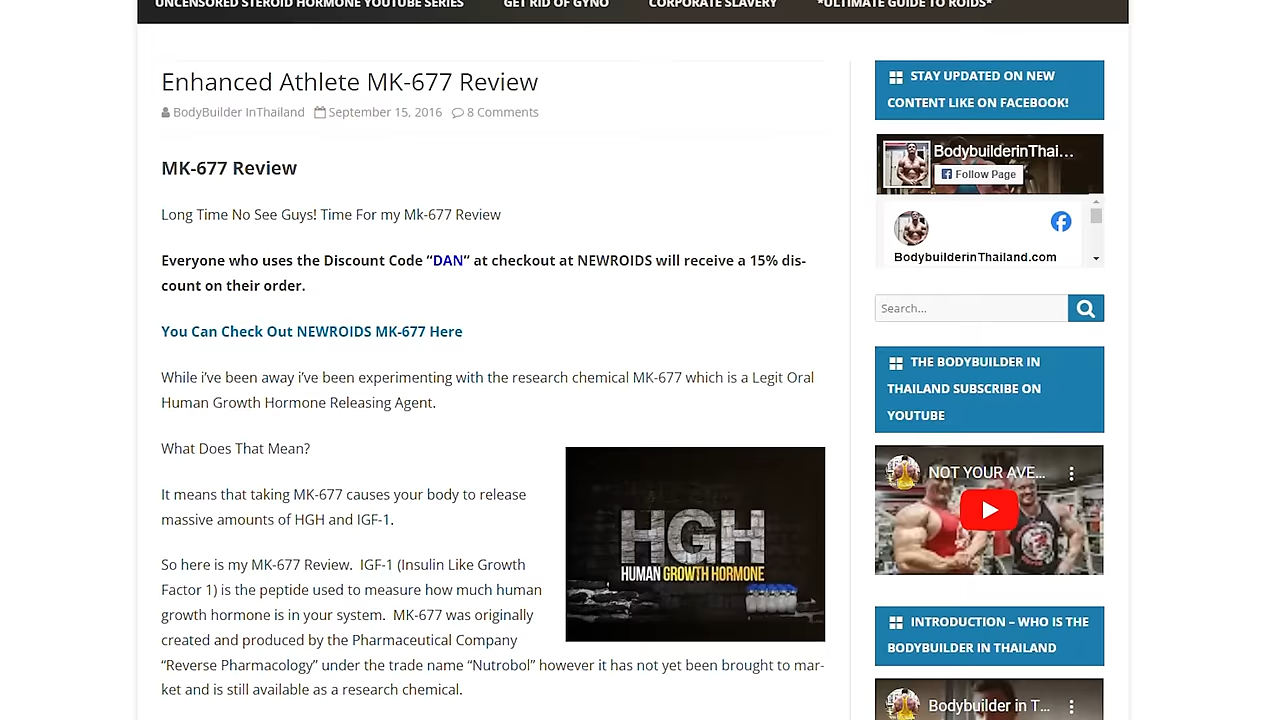 UNCENSORED STEROID HORMONE YOUTUBE SERIES GET RID OF GYNO CORPORATE SLAVERY *ULTIMATE GUIDE TO ROIDS*
Enhanced Athlete MK-677 Review
BodyBuilder InThailand September 15, 2016 8 Comments
MK-677 Review
Long Time No See Guys! Time For my Mk-677 Review
Everyone who uses the Discount Code “DAN” at checkout at NEWROIDS will receive a 15% dis-
count on their order.
You Can Check Out NEWROIDS MK-677 Here
While i’ve been away i’ve been experimenting with the research chemical MK-677 which is a Legit Oral
Human Growth Hormone Releasing Agent.
What Does That Mean?
It means that taking MK-677 causes your body to release
massive amounts of HGH and IGF-1.
HGH
HUMAN GROWTH HORMONE
So here is my MK-677 Review. IGF-1 (Insulin Like Growth
Factor 1) is the peptide used to measure how much human
growth hormone is in your system. MK-677 was originally
created and produced by the Pharmaceutical Company
“Reverse Pharmacology” under the trade name “Nutrobol” however it has not yet been brought to mar-
ket and is still available as a research chemical.
STAY UPDATED ON NEW
CONTENT LIKE ON FACEBOOK!
BodybuilderinThai...
Follow Page
BodybuilderinThailand.com
Search...
THE BODYBUILDER IN
THAILAND SUBSCRIBE ON
YOUTUBE
NOT YOUR AVE...
INTRODUCTION – WHO IS THE
BODYBUILDER IN THAILAND
Bodybuilder in T...